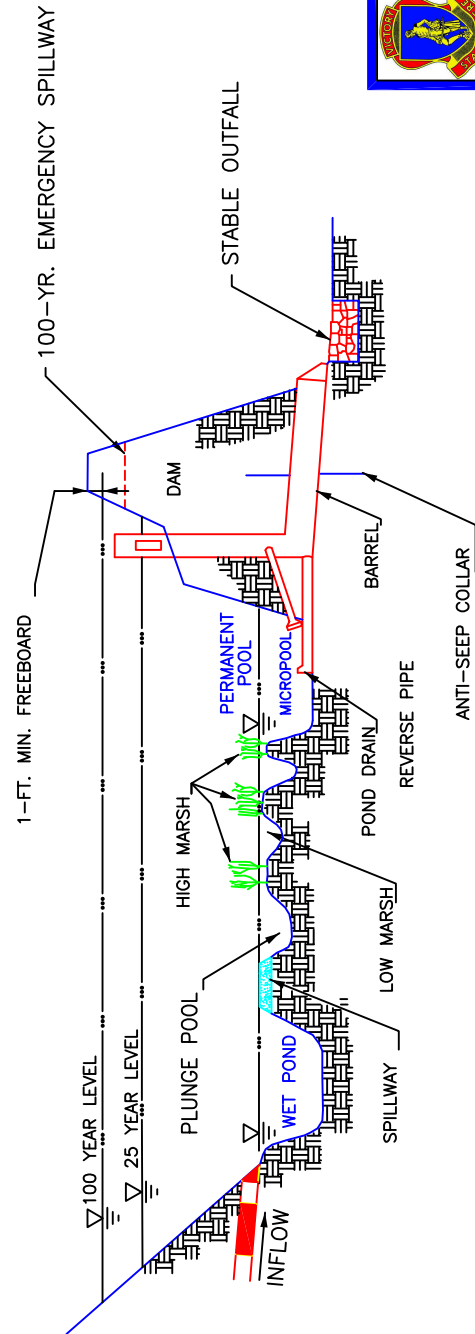 100-YR. EMERGENCY SPILLWAY
1-FT. MIN. FREEBOARD
STABLE OUTFALL
100 YEAR LEVEL
25 YEAR LEVEL
DAM
HIGH MARSH
PLUNGE POOL
PERMANENT
POOL
MICROPOOL
WET POND
INFLOW
SPILLWAY
LOW MARSH
POND DRAIN
REVERSE PIPE
BARREL
ANTI-SEEP COLLAR
VICTORY